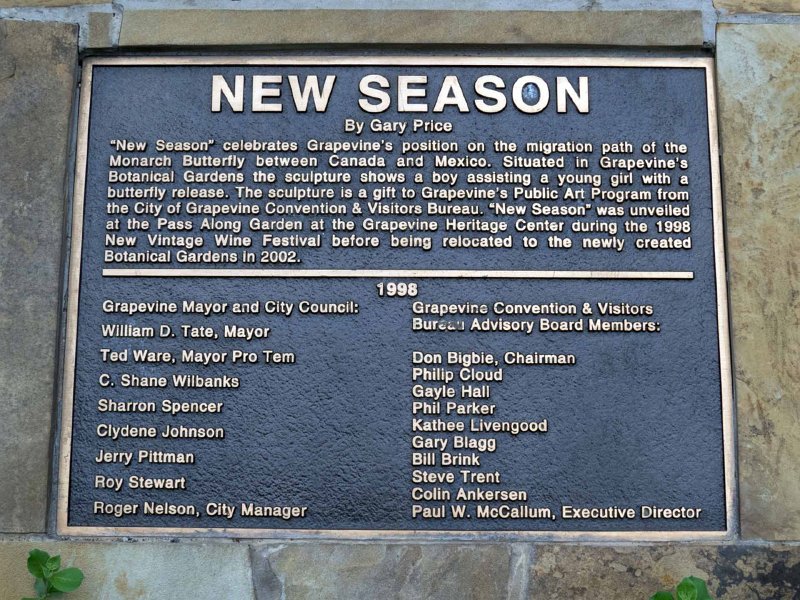 NEW SEASON
By Gary Price
"New Season" celebrates Grapevine's position on the migration path of the
Monarch Butterfly between Canada and Mexico. Situated in Grapevine's
Botanical Gardens the sculpture shows a boy assisting a young girl with a
butterfly release. The sculpture is a gift to Grapevine's Public Art Program from
the City of Grapevine Convention & Visitors Bureau. "New Season" was unveiled
at the Pass Along Garden at the Grapevine Heritage Center during the 1998
New Vintage Wine Festival before being relocated to the newly created
Botanical Gardens in 2002.
1998
Grapevine Mayor and City Council:
William D. Tate, Mayor
Ted Ware, Mayor Pro Tem
C. Shane Wilbanks
Sharron Spencer
Clydene Johnson
Jerry Pittman
Roy Stewart
Roger Nelson, City Manager
Grapevine Convention & Visitors
Bureau Advisory Board Members:
Don Bigbie, Chairman
Philip Cloud
Gayle Hall
Phil Parker
Kathee Livengood
Gary Blagg
Bill Brink
Steve Trent
Colin Ankersen
Paul W. McCallum, Executive Director